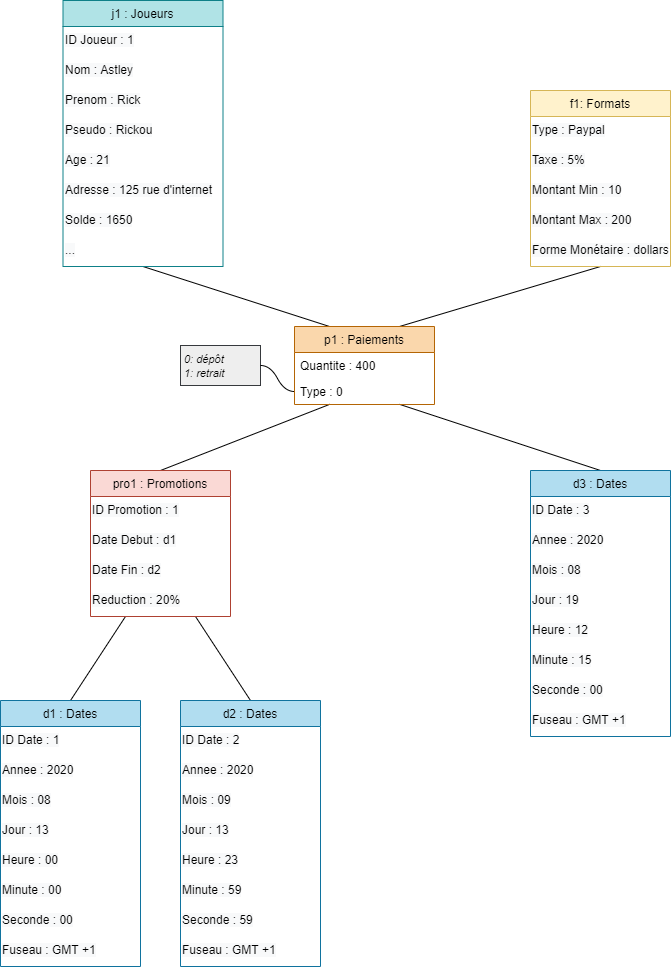 j1 : Joueurs
ID Joueur : 1
Nom : Astley
Prenom : Rick
Pseudo : Rickou
Age : 21
Adresse : 125 rue d'internet
Solde : 1650
...
f1: Formats
Type : Paypal
Taxe : 5%
Montant Min : 10
Montant Max : 200
Forme Monétaire : dollars
p1 : Paiements
Quantite : 400
Type : 0
0: dépôt
1: retrait
pro1 : Promotions
ID Promotion : 1
Date Debut : d1
Date Fin : d2
Reduction : 20%
d3 : Dates
ID Date : 3
Annee : 2020
Mois : 08
Jour : 19
Heure : 12
Minute : 15
Seconde : 00
Fuseau : GMT +1
d1 : Dates
ID Date : 1
Annee : 2020
Mois : 08
Jour : 13
Heure : 00
Minute : 00
Seconde : 00
Fuseau : GMT +1
d2 : Dates
ID Date : 2
Annee : 2020
Mois : 09
Jour : 13
Heure : 23
Minute : 59
Seconde : 59
Fuseau : GMT +1